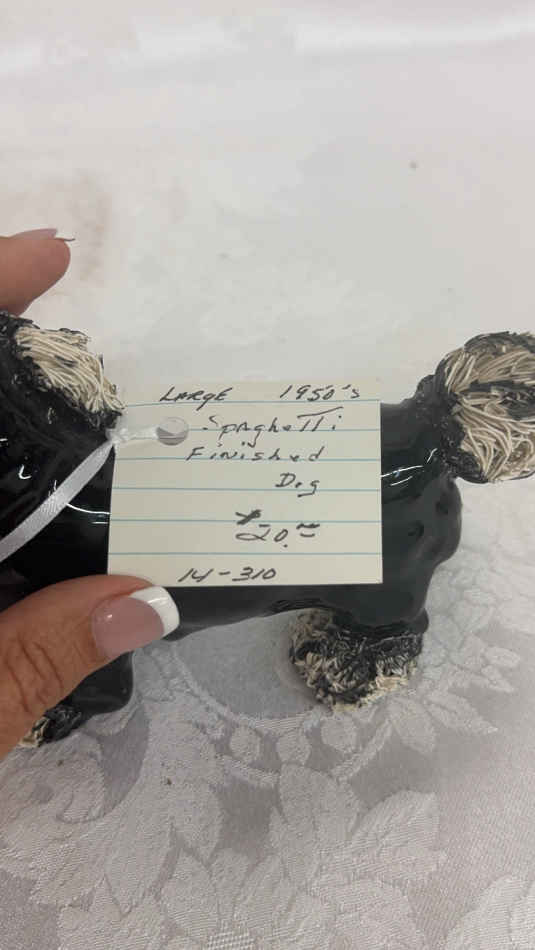 LARGE 1950's
Spaghetti
Finished
Dog
$20.00
14-310